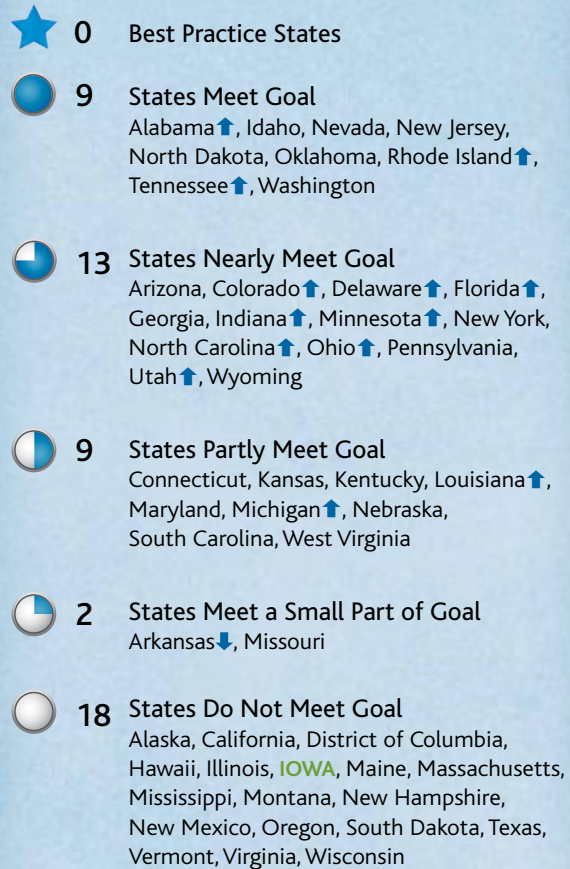 0 Best Practice States
9 States Meet Goal
Alabama⬆, Idaho, Nevada, New Jersey,
North Dakota, Oklahoma, Rhode Island⬆,
Tennessee⬆, Washington
13 States Nearly Meet Goal
Arizona, Colorado⬆, Delaware⬆, Florida⬆,
Georgia, Indiana⬆, Minnesota⬆, New York,
North Carolina⬆, Ohio⬆, Pennsylvania,
Utah⬆, Wyoming
9 States Partly Meet Goal
Connecticut, Kansas, Kentucky, Louisiana⬆,
Maryland, Michigan⬆, Nebraska,
South Carolina, West Virginia
2 States Meet a Small Part of Goal
Arkansas⬇, Missouri
18 States Do Not Meet Goal
Alaska, California, District of Columbia,
Hawaii, Illinois, IOWA, Maine, Massachusetts,
Mississippi, Montana, New Hampshire,
New Mexico, Oregon, South Dakota, Texas,
Vermont, Virginia, Wisconsin